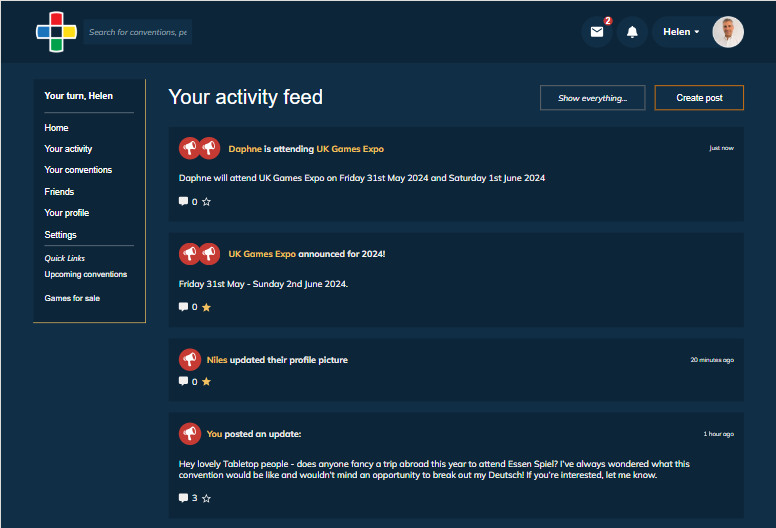 Search for conventions, pe
2
Helen
Your turn, Helen
Home
Your activity
Your conventions
Friends
Your profile
Settings
Quick Links
Upcoming conventions
Games for sale
Your activity feed
Show everything...
Create post
Daphne is attending UK Games Expo
Just now
Daphne will attend UK Games Expo on Friday 31st May 2024 and Saturday 1st June 2024
0
UK Games Expo announced for 2024!
Friday 31st May - Sunday 2nd June 2024.
0
Niles updated their profile picture
20 minutes ago
0
You posted an update:
1 hour ago
Hey lovely Tabletop people - does anyone fancy a trip abroad this year to attend Essen Spiel? I've always wondered what this
convention would be like and wouldn't mind an opportunity to break out my Deutsch! If you're interested, let me know.
3